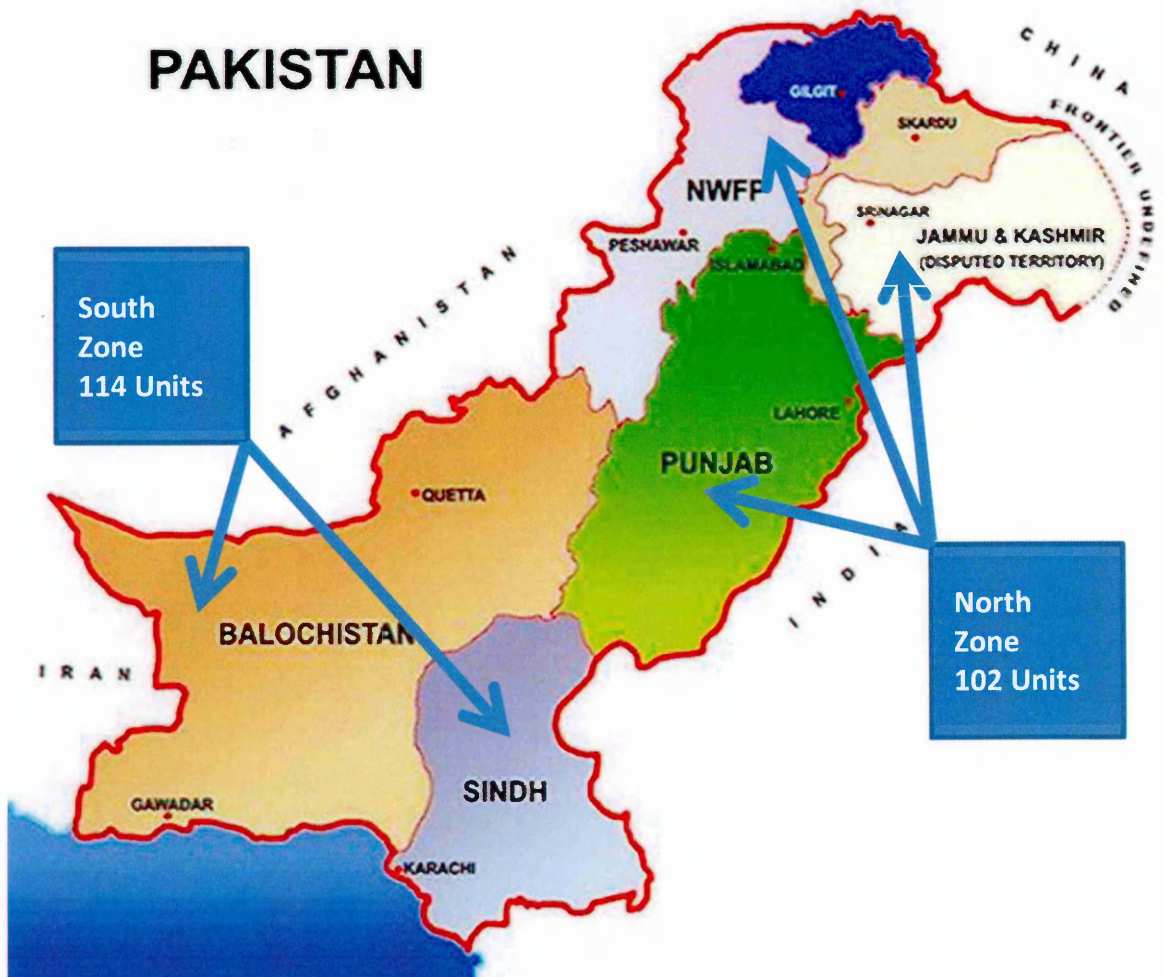 PAKISTAN
CHINA
FRONTIER UNDEFINED
GILGIT
SKARDU
NWFP
SRINAGAR
PESHAWAR
JAMMU & KASHMIR
(DISPUTED TERRITORY)
ISLAMABAD
AFGHANISTAN
South
Zone
114 Units
LAHORE
PUNJAB
QUETTA
INDIA
North
Zone
102 Units
BALOCHISTAN
IRAN
SINDH
GAWADAR
KARACHI